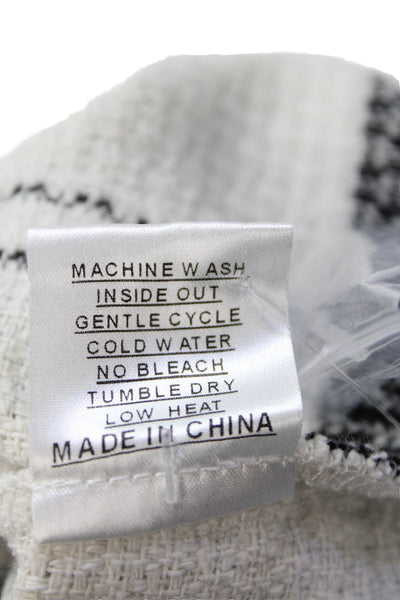 MACHINE WASH
INSIDE OUT
GENTLE CYCLE
COLD WATER
NO BLEACH
TUMBLE DRY
LOW HEAT
MADE IN CHINA